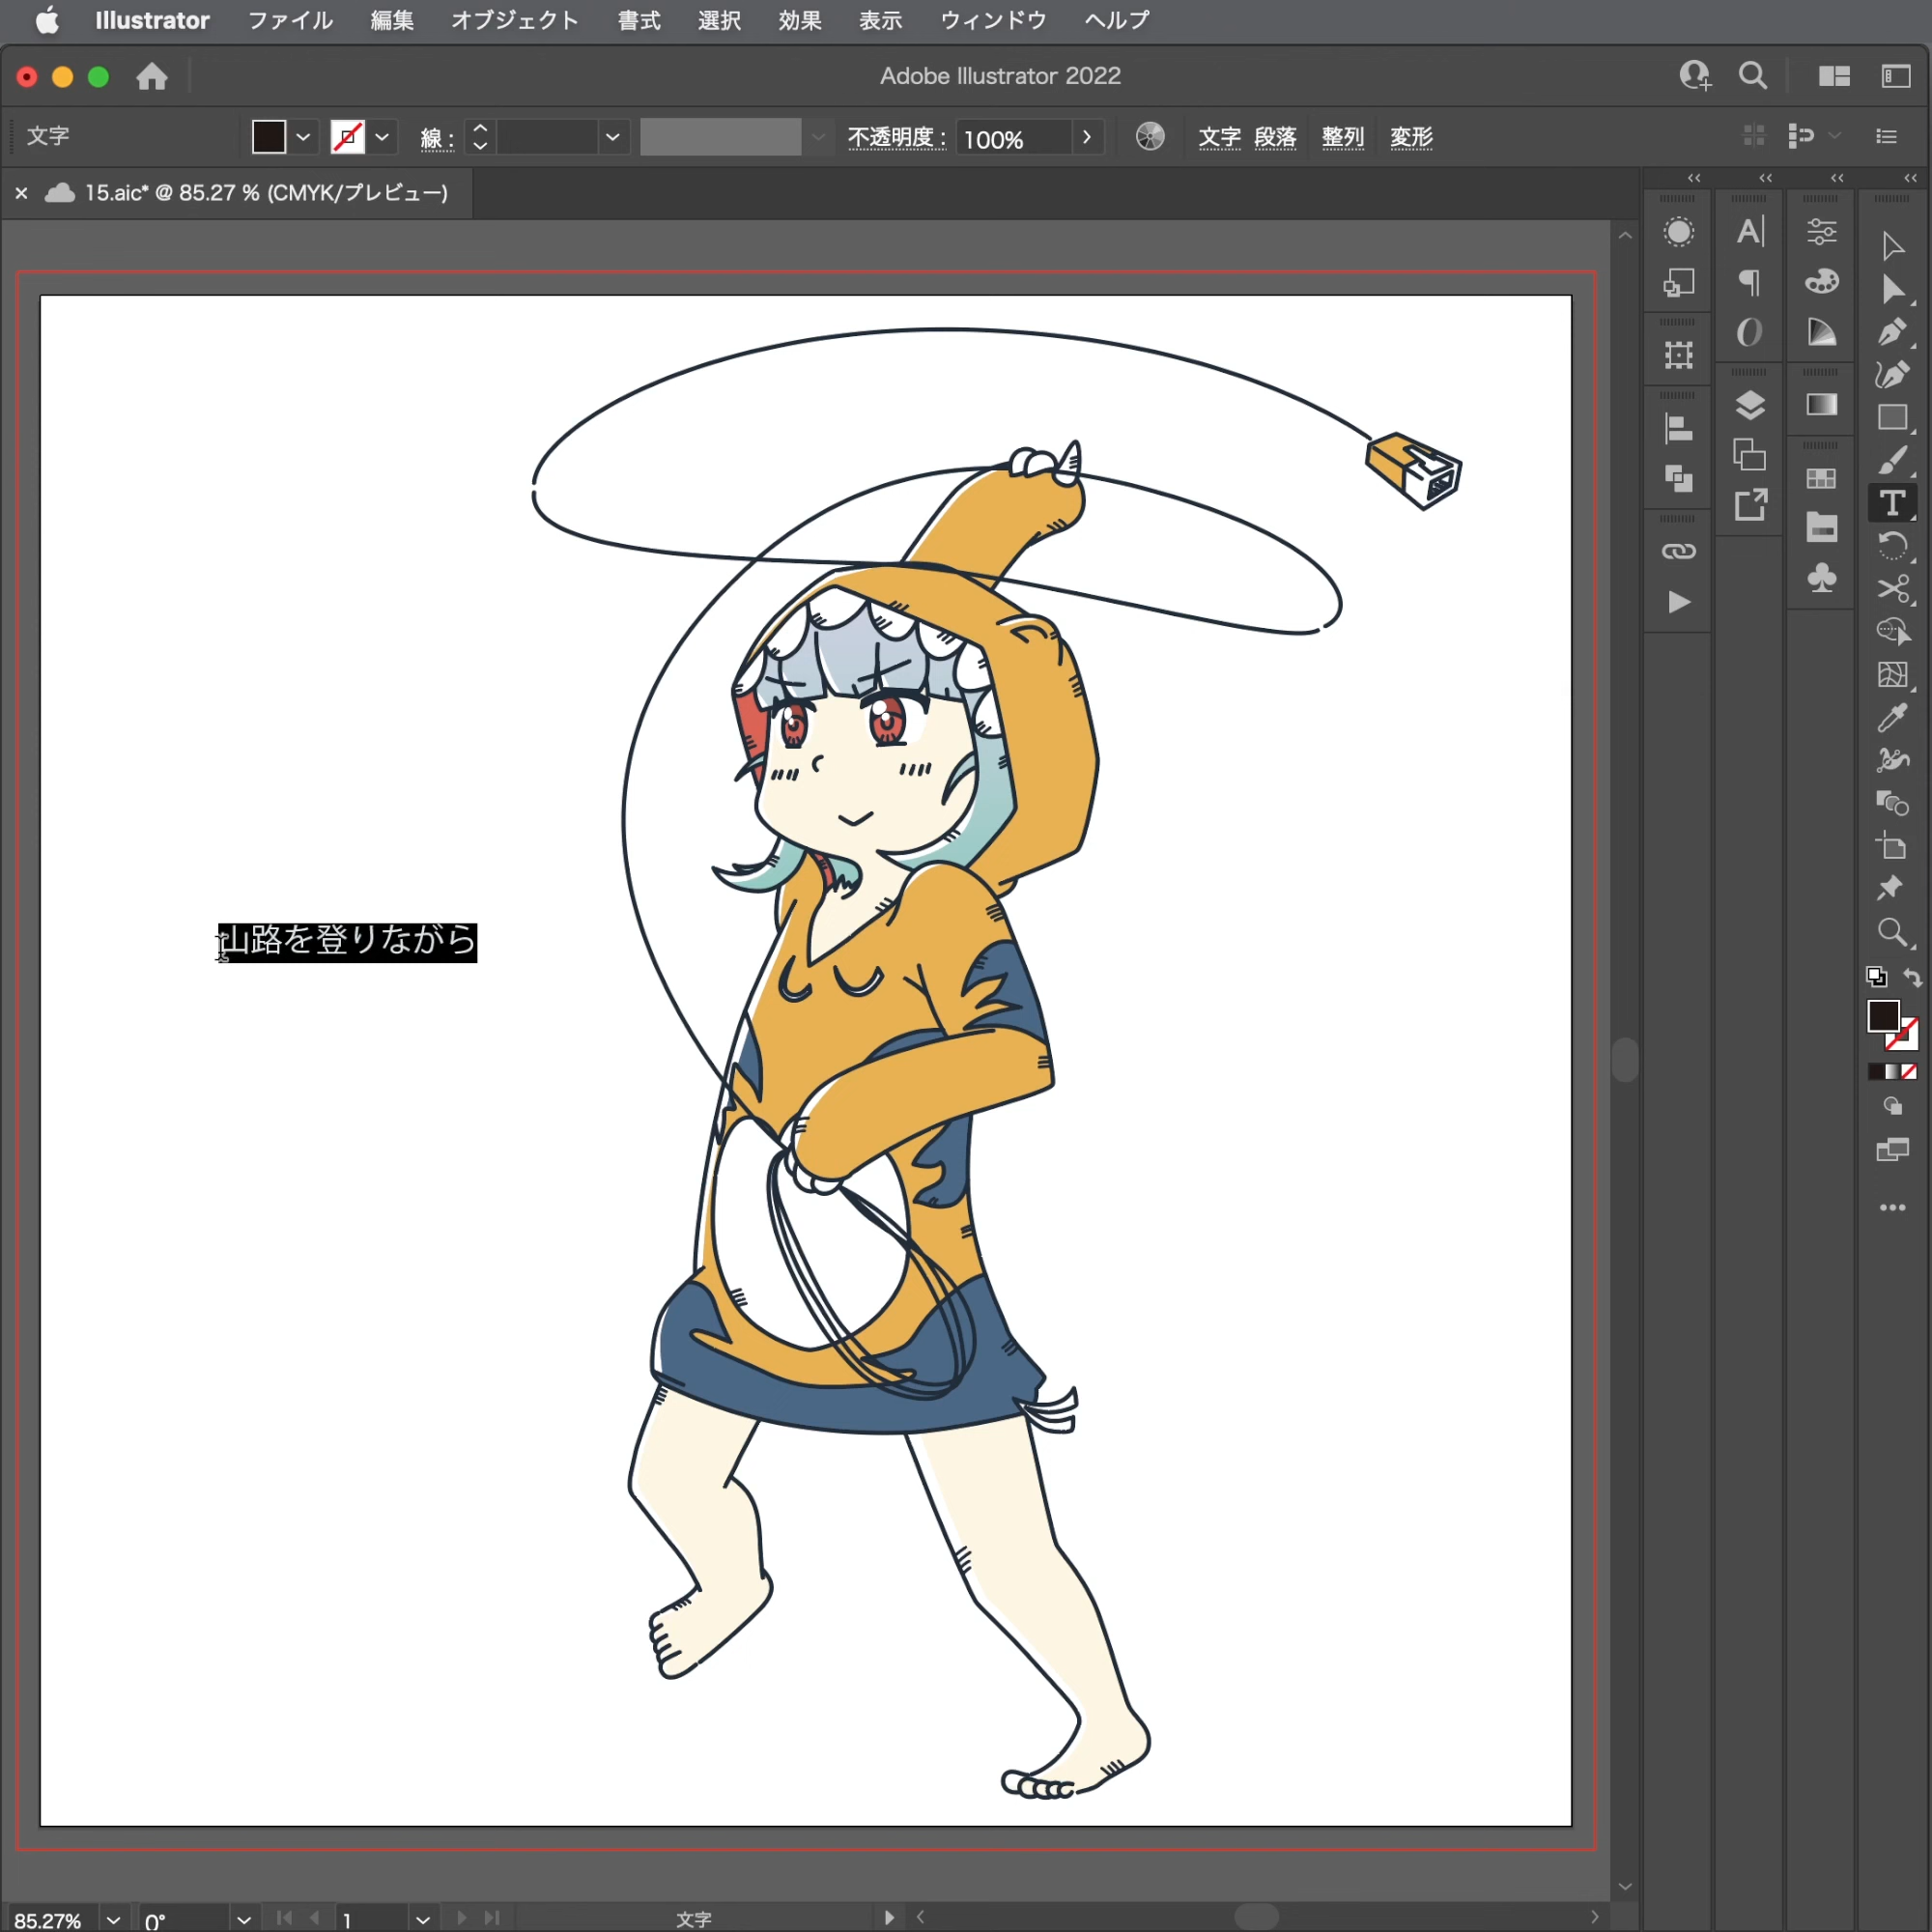 Illustrator ファイル 編集 オブジェクト 書式 選択 効果 表示 ウィンドウ ヘルプ
Adobe Illustrator 2022
文字 線： 不透明度： 100% 文字 段落 整列 変形
15.aic* @ 85.27 % (CMYK/プレビュー)
山路を登りながら
85.27% 0° 1 文字